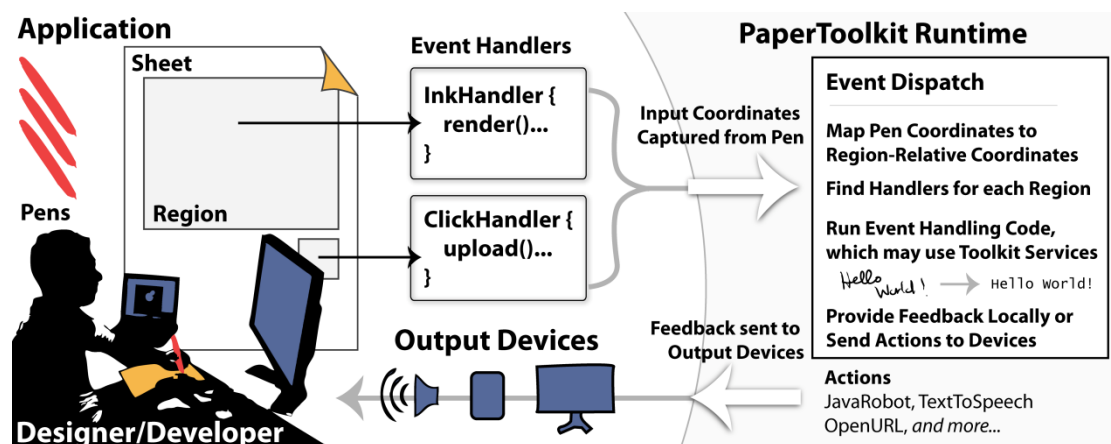 Application
Sheet
Region
Pens
Designer/Developer
Event Handlers
InkHandler {
render()...
}
ClickHandler {
upload()...
}
Output Devices
Input Coordinates
Captured from Pen
Feedback sent to
Output Devices
PaperToolkit Runtime
Event Dispatch
Map Pen Coordinates to
Region-Relative Coordinates
Find Handlers for each Region
Run Event Handling Code,
which may use Toolkit Services
Hello
World!
Hello World!
Provide Feedback Locally or
Send Actions to Devices
Actions
JavaRobot, TextToSpeech
OpenURL, and more...